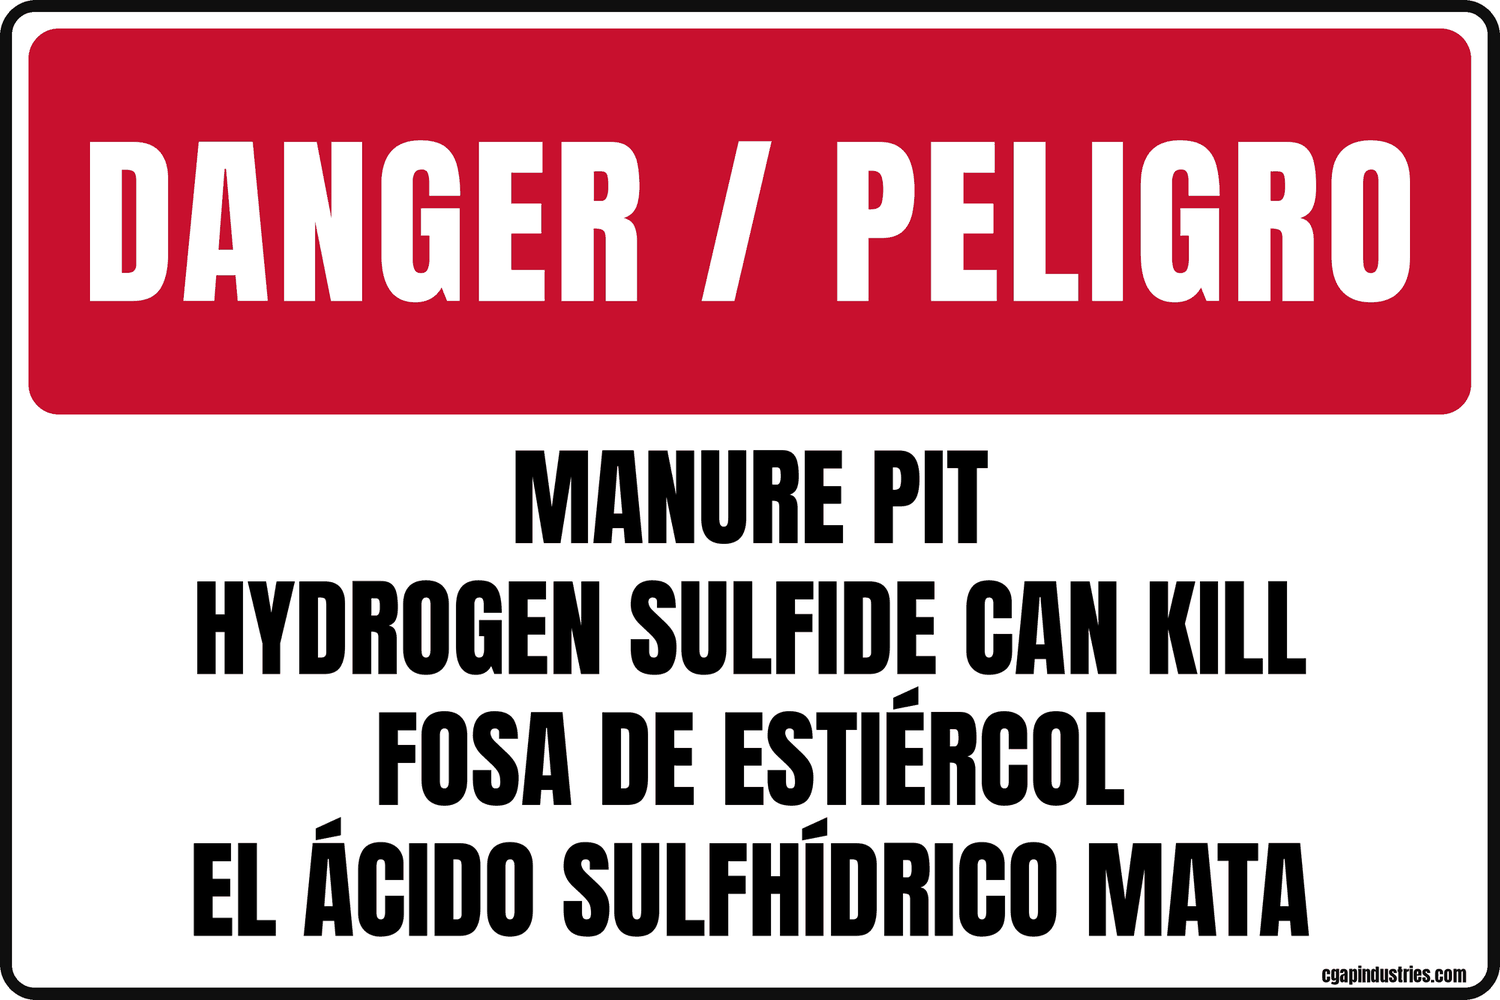 DANGER / PELIGRO
MANURE PIT
HYDROGEN SULFIDE CAN KILL
FOSA DE ESTIÉRCOL
EL ÁCIDO SULFHÍDRICO MATA
cgapindustries.com